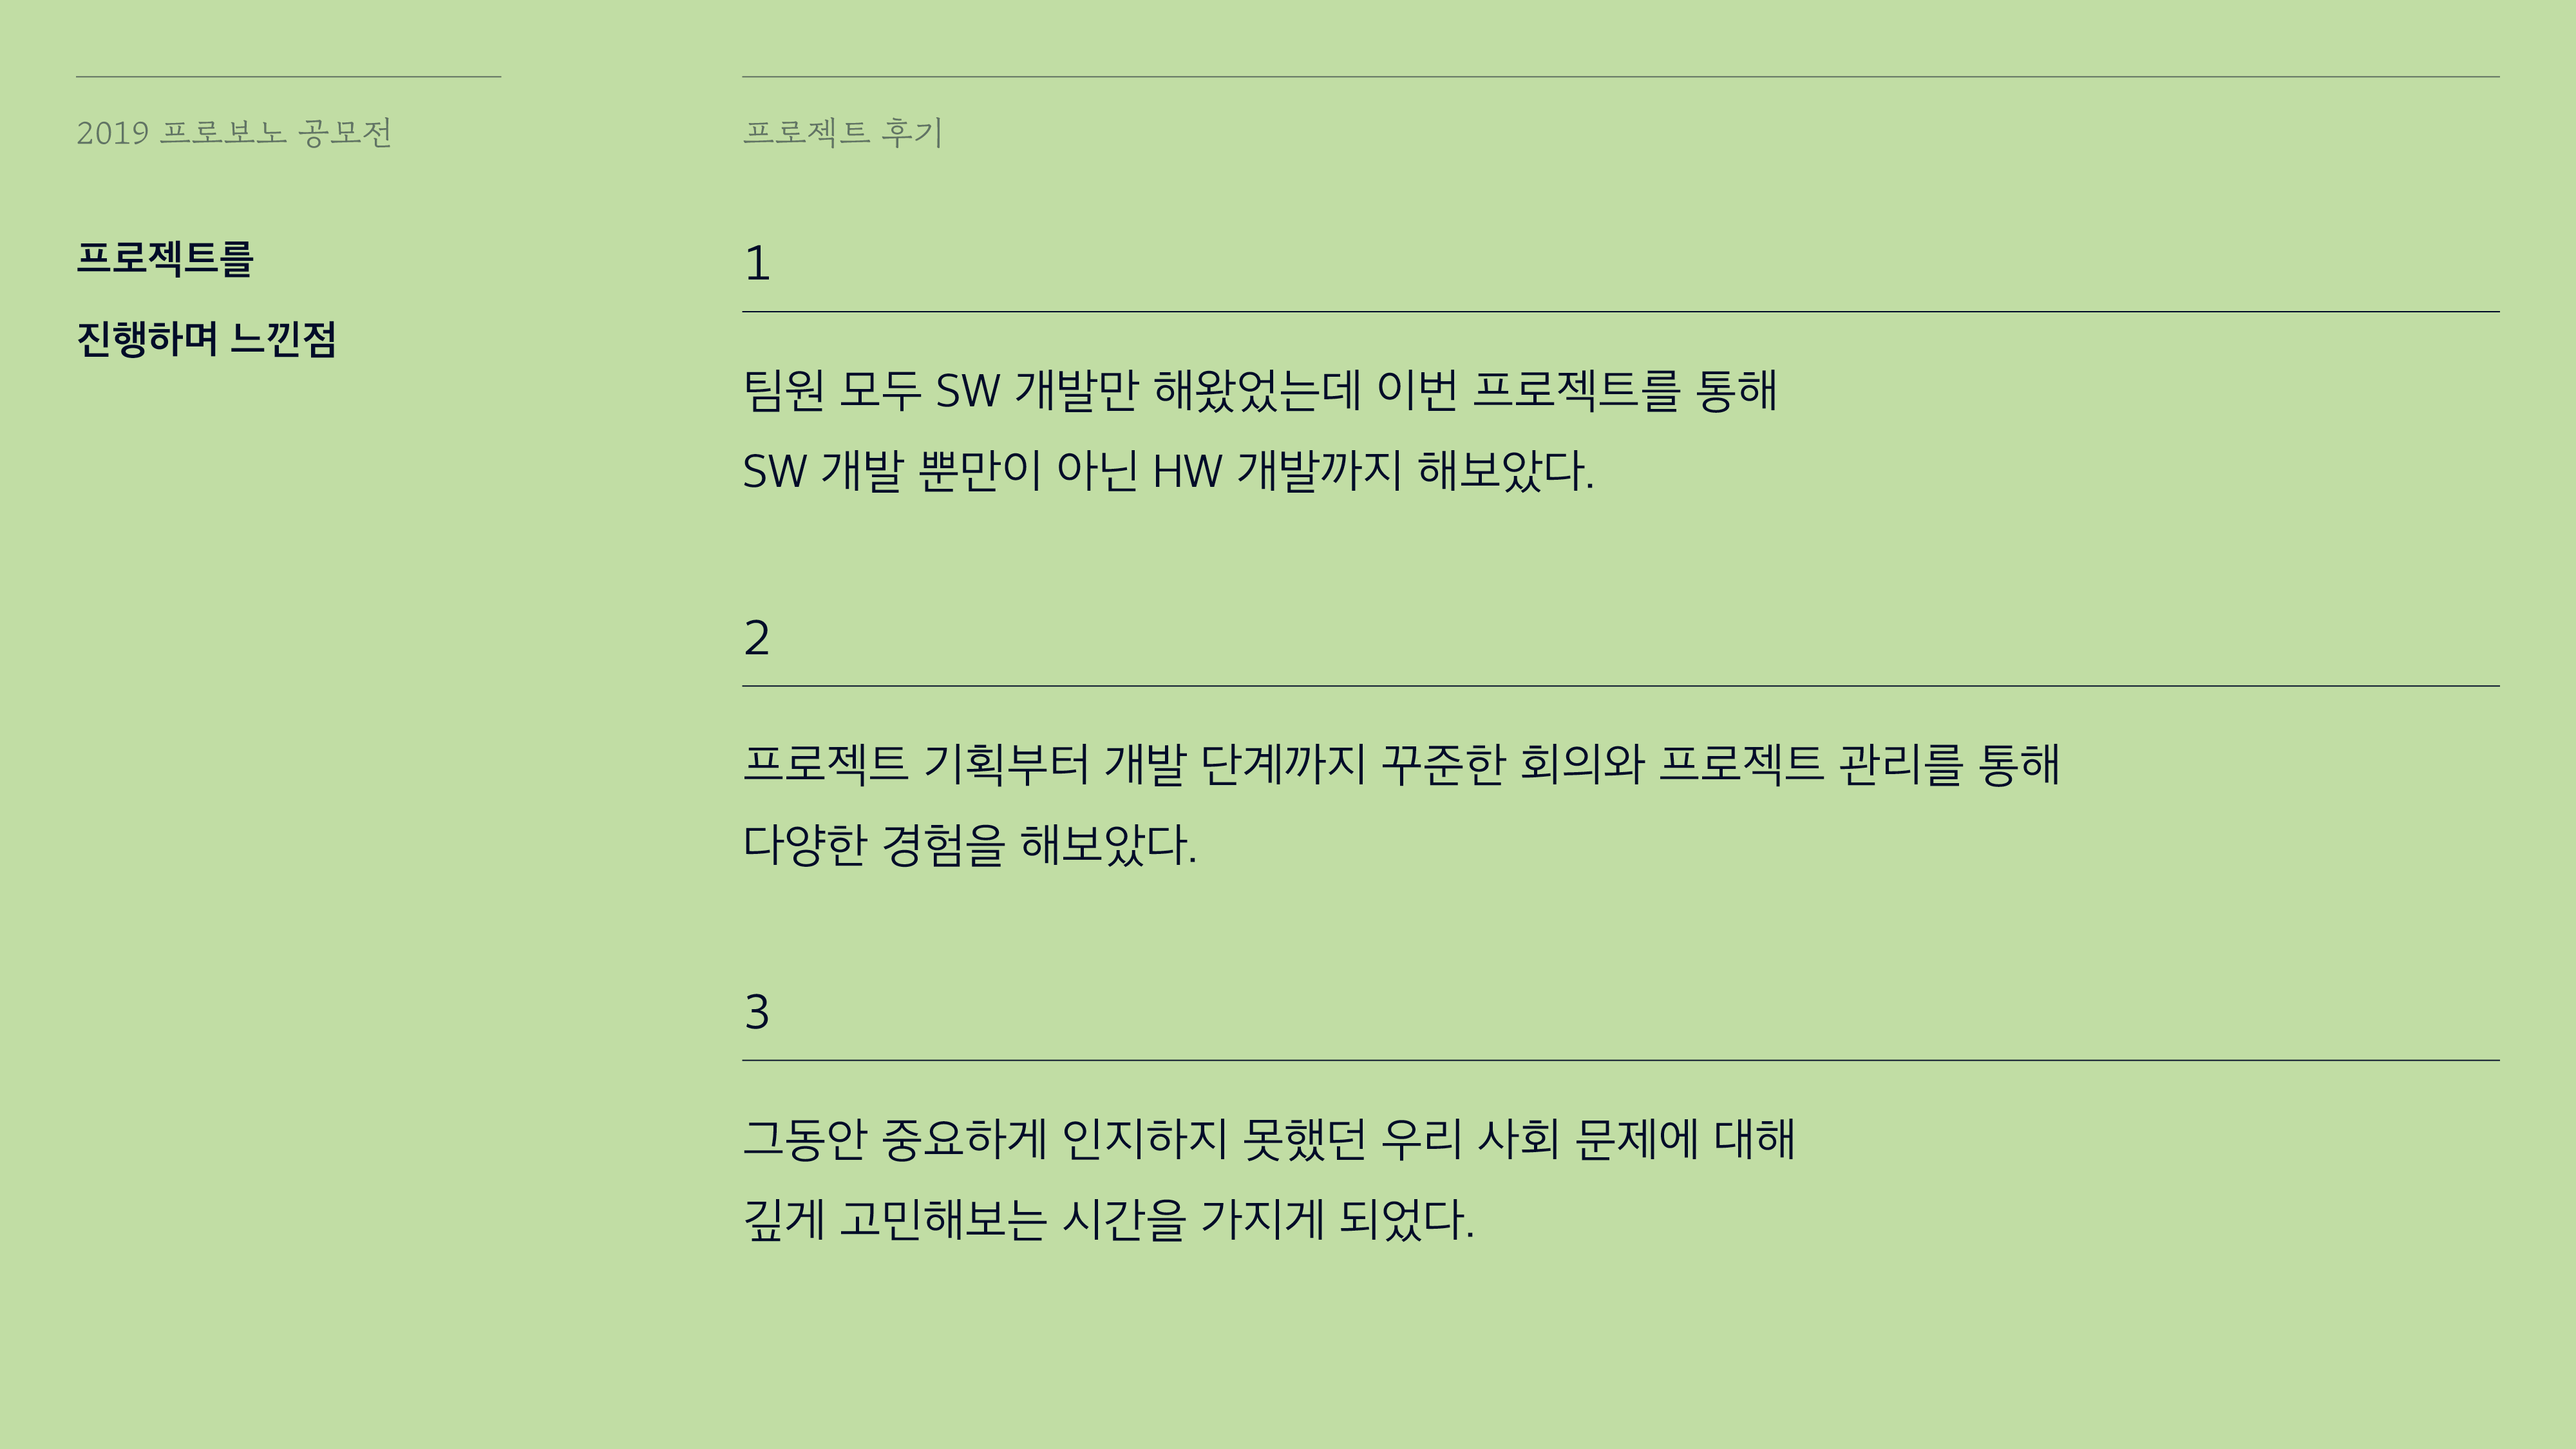 2019 프로보노 공모전
프로젝트를
진행하며 느낀점
프로젝트 후기
1
팀원 모두 SW 개발만 해왔었는데 이번 프로젝트를 통해
SW 개발 뿐만이 아닌 HW 개발까지 해보았다.
2
프로젝트 기획부터 개발 단계까지 꾸준한 회의와 프로젝트 관리를 통해
다양한 경험을 해보았다.
3
그동안 중요하게 인지하지 못했던 우리 사회 문제에 대해
깊게 고민해보는 시간을 가지게 되었다.